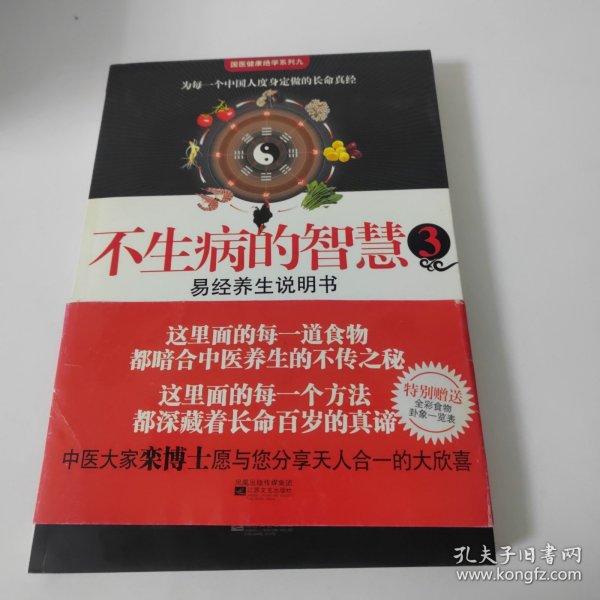 国医健康绝学系列九
为每一个中国人度身定做的长命真经
不生病的智慧3
易经养生说明书
这里面的每一道食物
都暗合中医养生的不传之秘
这里面的每一个方法
都深藏着长命百岁的真谛
特别赠送
全彩食物
卦象一览表
中医大家栾博士愿与您分享天人合一的大欣喜
凤凰出版传媒集团
江苏文艺出版社
孔夫子旧书网
www.kongfz.com